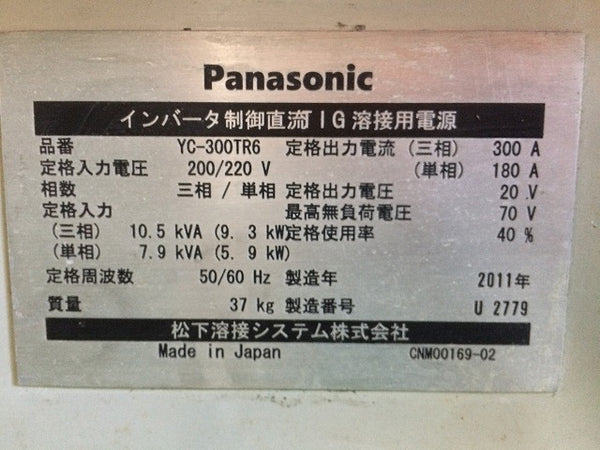 Panasonic
インバータ制御直流TIG溶接用電源
品番 YC-300TR6 定格出力電流 (三相) 300 A
定格入力電圧 200/220 V (単相) 180 A
相数 三相 / 単相 定格出力電圧 20 V
定格入力 最高無負荷電圧 70 V
(三相) 10.5 kVA (9. 3 kW) 定格使用率 40 %
(単相) 7.9 kVA (5. 9 kW)
定格周波数 50/60 Hz 製造年 2011年
質量 37 kg 製造番号 U 2779
松下溶接システム株式会社
Made in Japan CNM00169-02